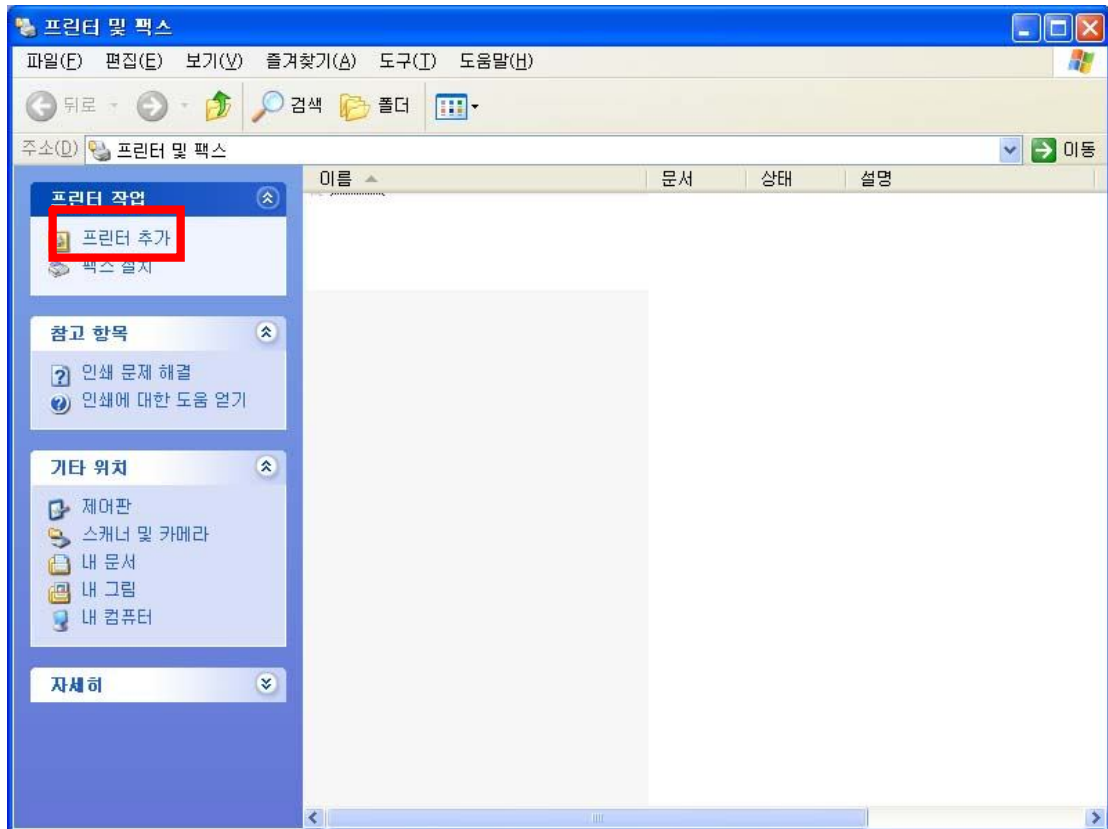 프린터 및 팩스
파일(F) 편집(E) 보기(V) 즐겨찾기(A) 도구(T) 도움말(H)
뒤로 검색 폴더
주소(D) 프린터 및 팩스 이동
이름 문서 상태 설명
프린터 작업
프린터 추가
팩스 설치
참고 항목
인쇄 문제 해결
인쇄에 대한 도움 얻기
기타 위치
제어판
스캐너 및 카메라
내 문서
내 그림
내 컴퓨터
자세히